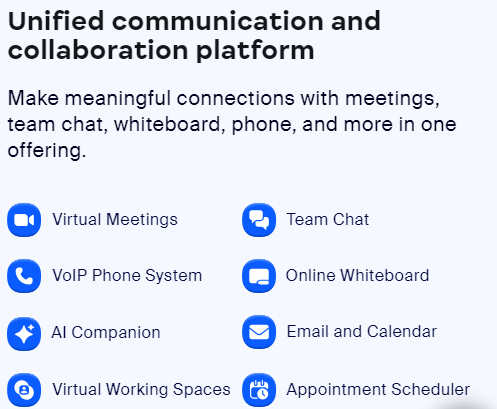 Unified communication and
collaboration platform
Make meaningful connections with meetings,
team chat, whiteboard, phone, and more in one
offering.
Virtual Meetings
Team Chat
VoIP Phone System
Online Whiteboard
AI Companion
Email and Calendar
Virtual Working Spaces
Appointment Scheduler